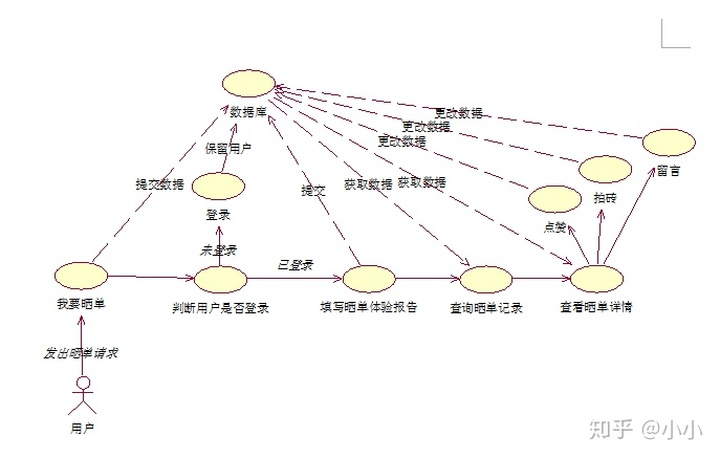 数据库
更改数据
更改数据
更改数据
保留用户
留言
提交数据
提交
获取数据
获取数据
拍砖
登录
点赞
未登录
已登录
我要晒单
判断用户是否登录
填写晒单体验报告
查询晒单记录
查看晒单详情
发出晒单请求
用户
知乎 @小小